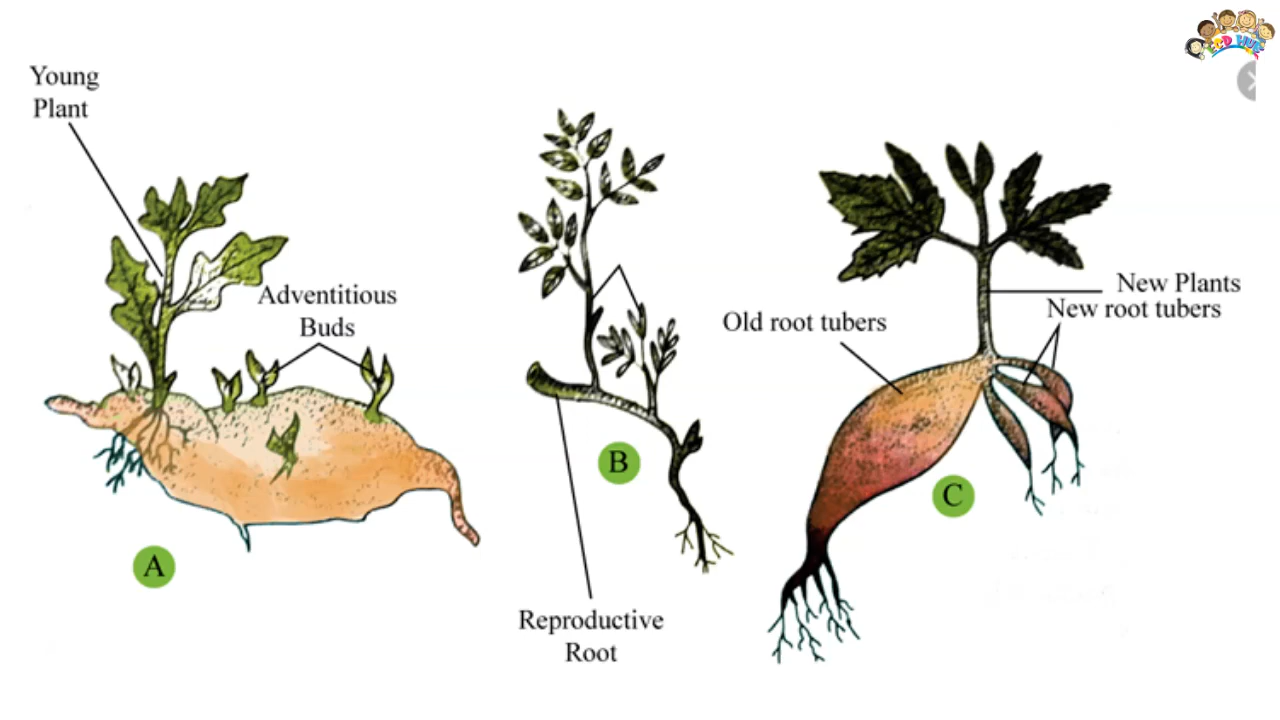 Young
Plant
Adventitious
Buds
A
B
Reproductive
Root
Old root tubers
New Plants
New root tubers
C